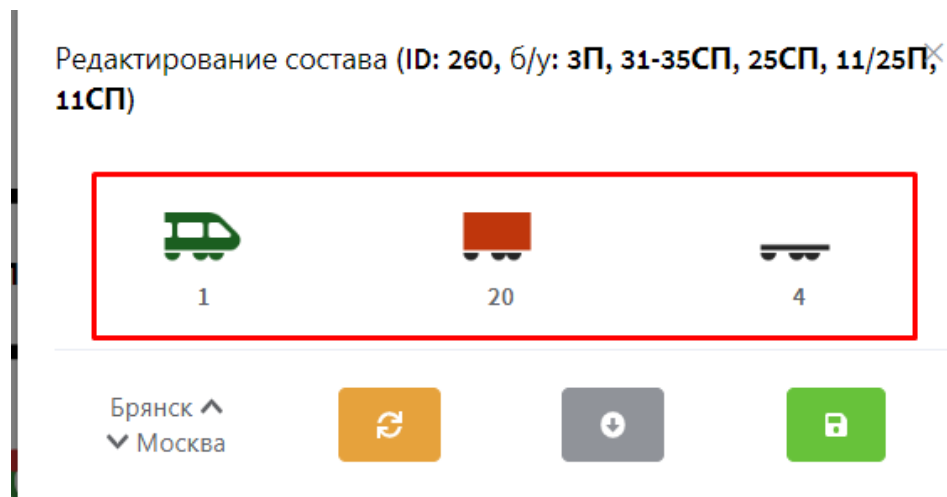 Редактирование состава (ID: 260, б/у: 3П, 31-35СП, 25СП, 11/25П,
11СП)
1 20 4
Брянск
Москва